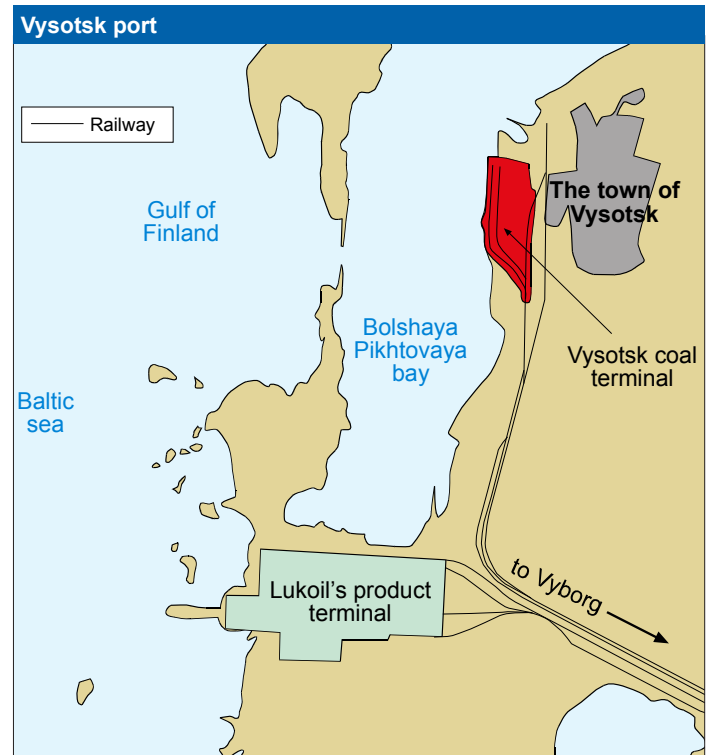 Vysotsk port
Railway
The town of
Vysotsk
Gulf of
Finland
Bolshaya
Pikhtovaya
bay
Vysotsk coal
terminal
Baltic
sea
to Vyborg
Lukoil's product
terminal